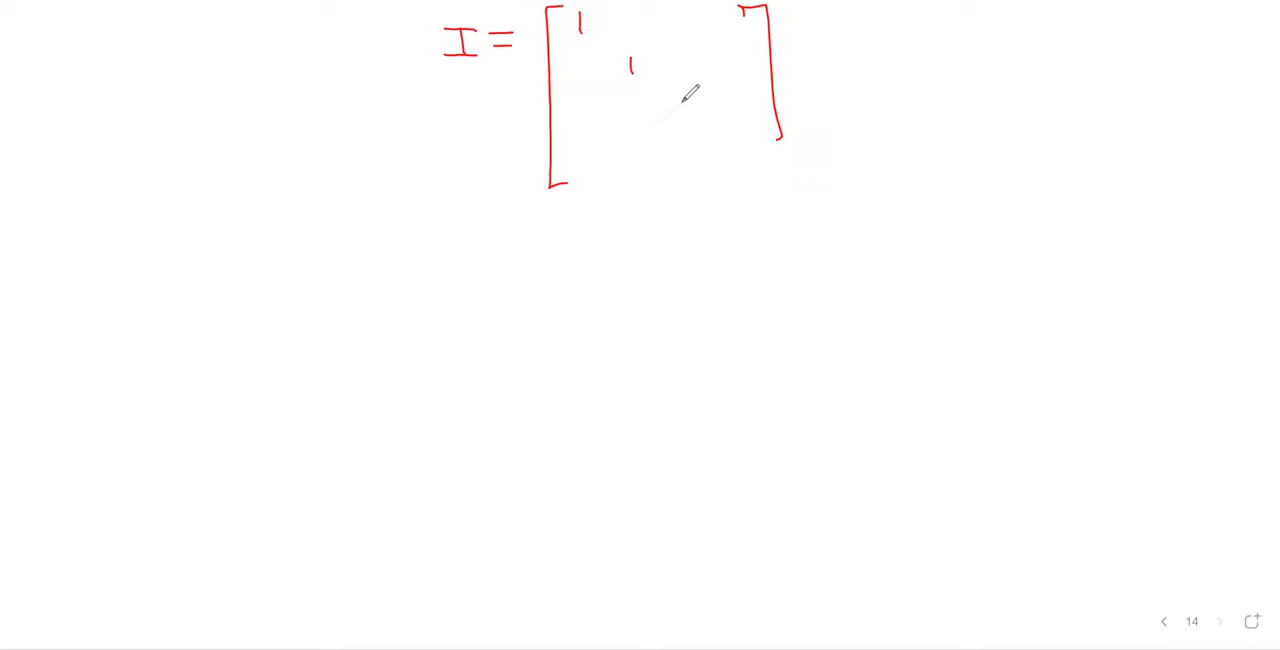 I = [ 1
1 ]
14